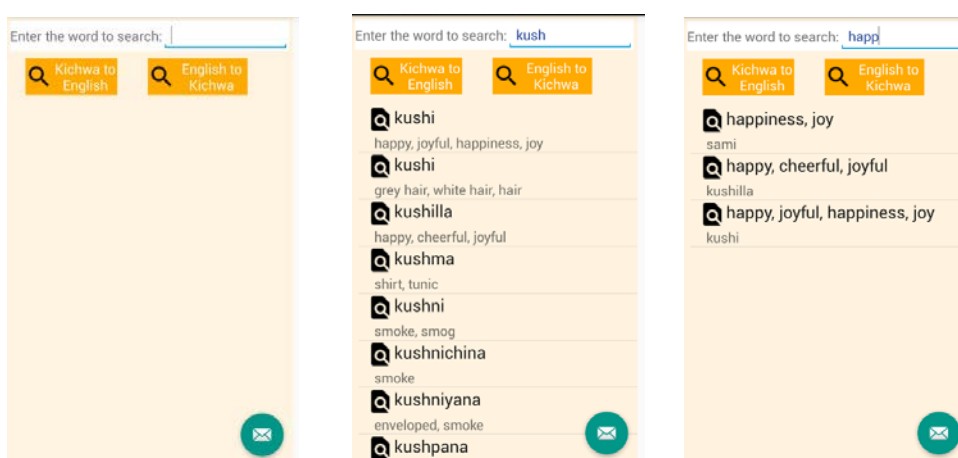 Enter the word to search:
Kichwa to
English
English to
Kichwa
Enter the word to search: kush
Kichwa to
English
English to
Kichwa
kushi
happy, joyful, happiness, joy
kushi
grey hair, white hair, hair
kushilla
happy, cheerful, joyful
kushma
shirt, tunic
kushni
smoke, smog
kushnichina
smoke
kushniyana
enveloped, smoke
kushpana
Enter the word to search: happ
Kichwa to
English
English to
Kichwa
happiness, joy
sami
happy, cheerful, joyful
kushilla
happy, joyful, happiness, joy
kushi